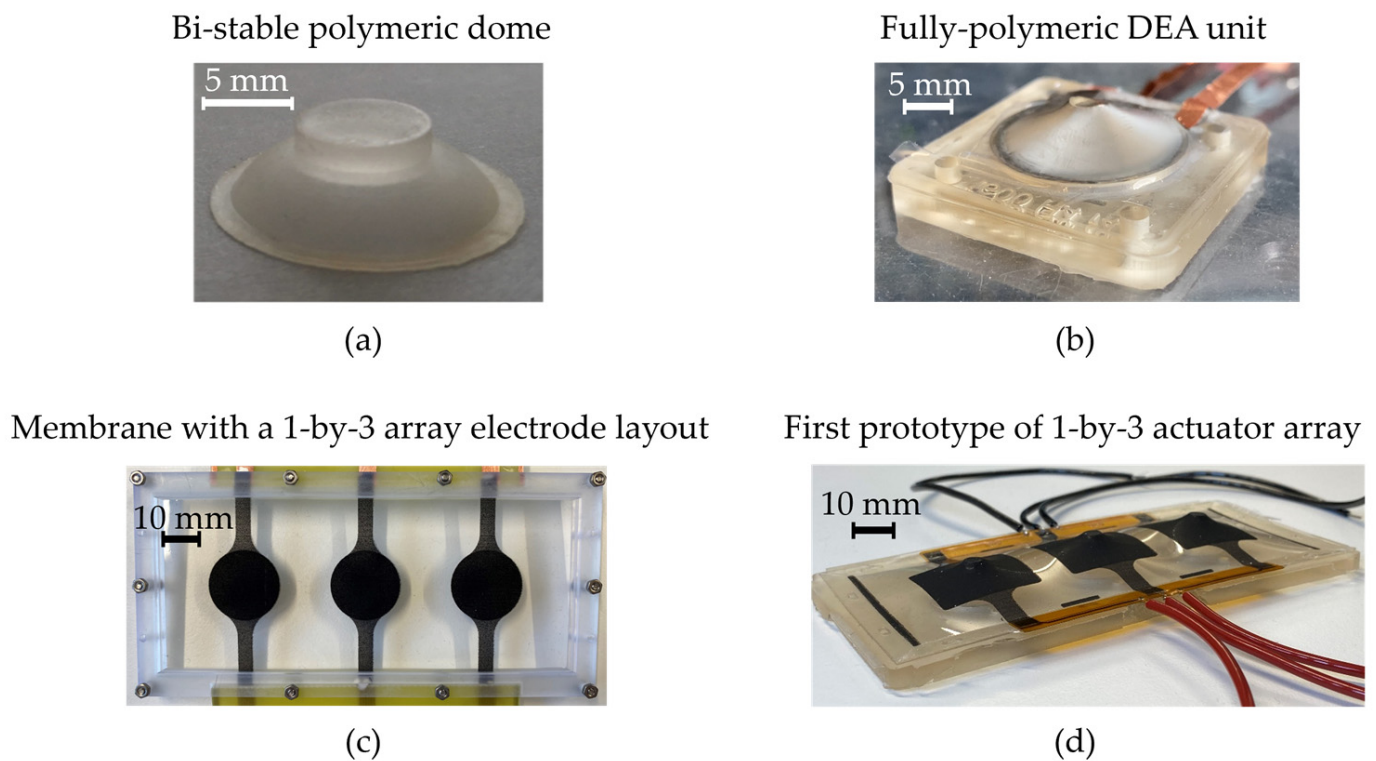 Bi-stable polymeric dome
Fully-polymeric DEA unit
5 mm
5 mm
(a)
(b)
Membrane with a 1-by-3 array electrode layout
First prototype of 1-by-3 actuator array
10 mm
10 mm
(c)
(d)